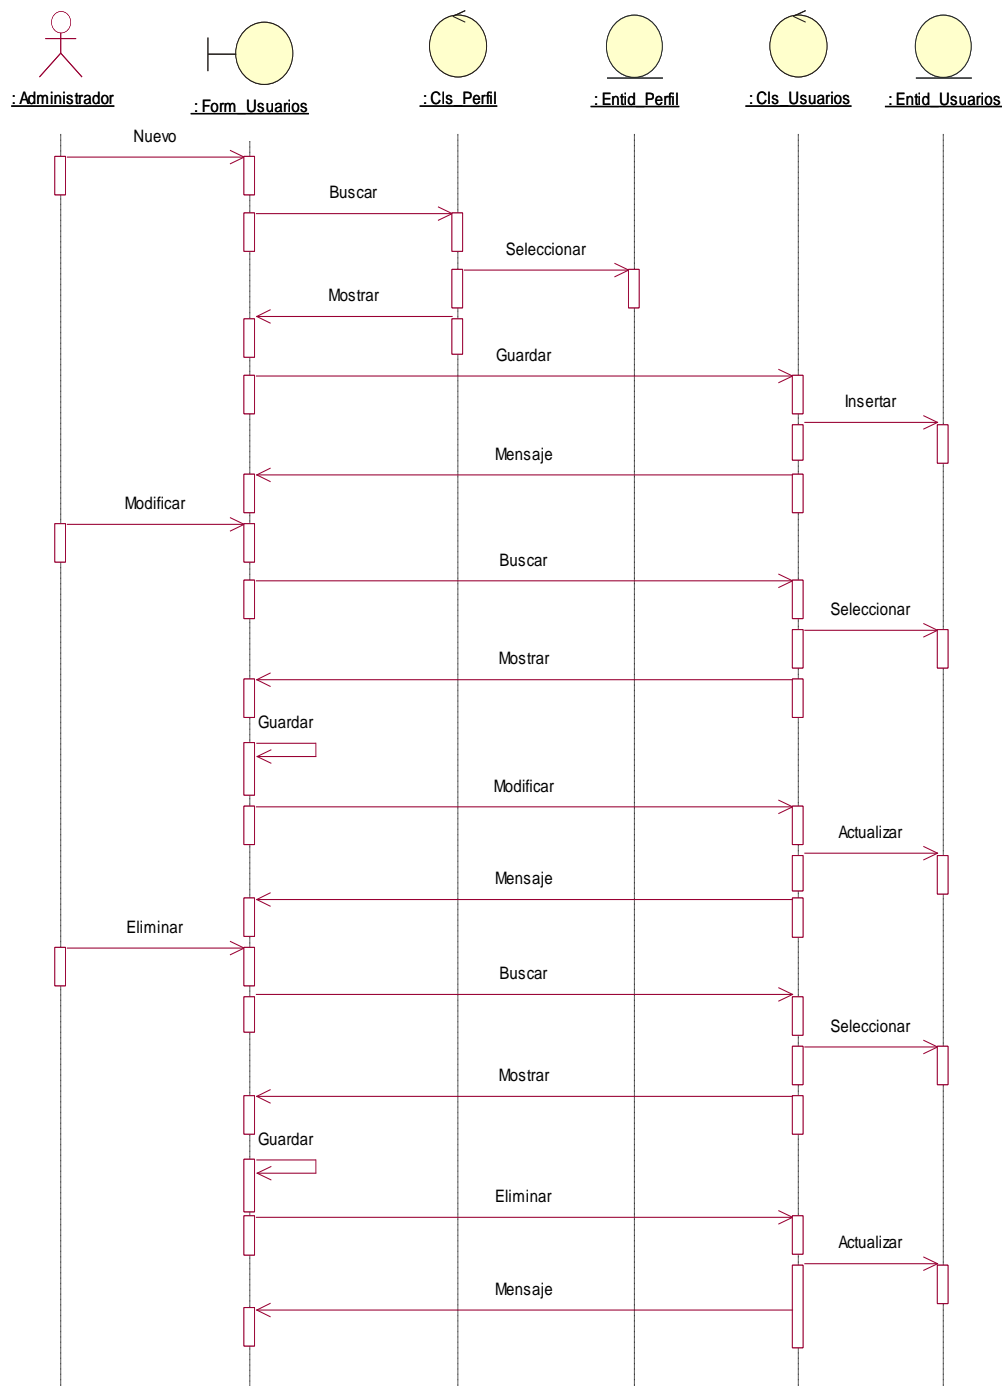 : Administrador
: Form_Usuarios
: Cls_Perfil
: Entid_Perfil
: Cls_Usuarios
: Entid_Usuarios
Nuevo
Buscar
Seleccionar
Mostrar
Guardar
Insertar
Mensaje
Modificar
Buscar
Seleccionar
Mostrar
Guardar
Modificar
Actualizar
Mensaje
Eliminar
Buscar
Seleccionar
Mostrar
Guardar
Eliminar
Actualizar
Mensaje